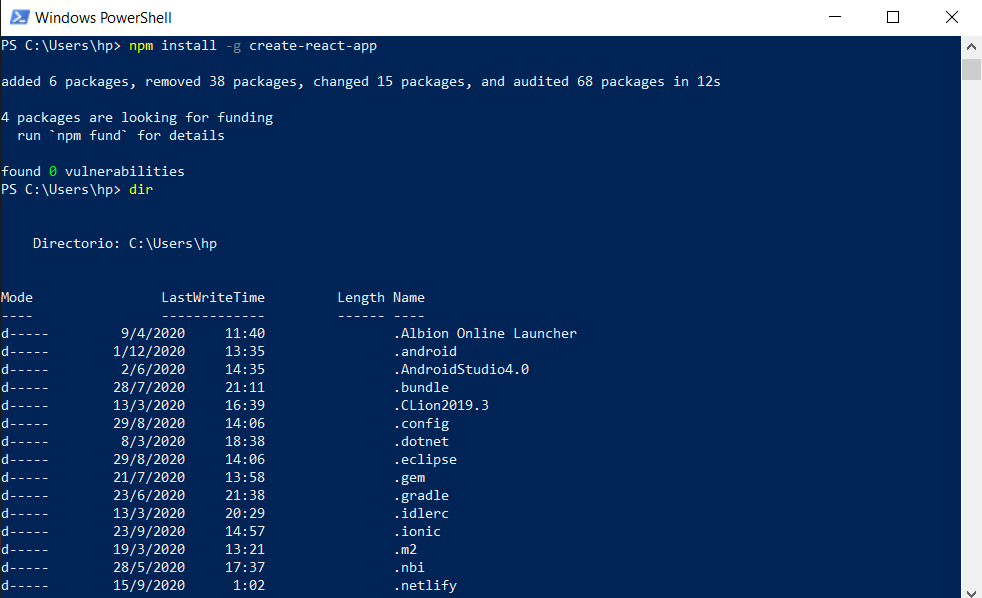 Windows PowerShell
PS C:\Users\hp> npm install -g create-react-app
added 6 packages, removed 38 packages, changed 15 packages, and audited 68 packages in 12s
4 packages are looking for funding
  run `npm fund` for details
found 0 vulnerabilities
PS C:\Users\hp> dir
    Directorio: C:\Users\hp
Mode                LastWriteTime         Length Name
----                -------------         ------ ----
d-----         9/4/2020     11:40                .Albion Online Launcher
d-----        1/12/2020     13:35                .android
d-----         2/6/2020     14:35                .AndroidStudio4.0
d-----        28/7/2020     21:11                .bundle
d-----        13/3/2020     16:39                .CLion2019.3
d-----        29/8/2020     14:06                .config
d-----         8/3/2020     18:38                .dotnet
d-----        29/8/2020     14:06                .eclipse
d-----        21/7/2020     13:58                .gem
d-----        23/6/2020     21:38                .gradle
d-----        13/3/2020     20:29                .idlerc
d-----        23/9/2020     14:57                .ionic
d-----        19/3/2020     13:21                .m2
d-----        28/5/2020     17:37                .nbi
d-----        15/9/2020      1:02                .netlify